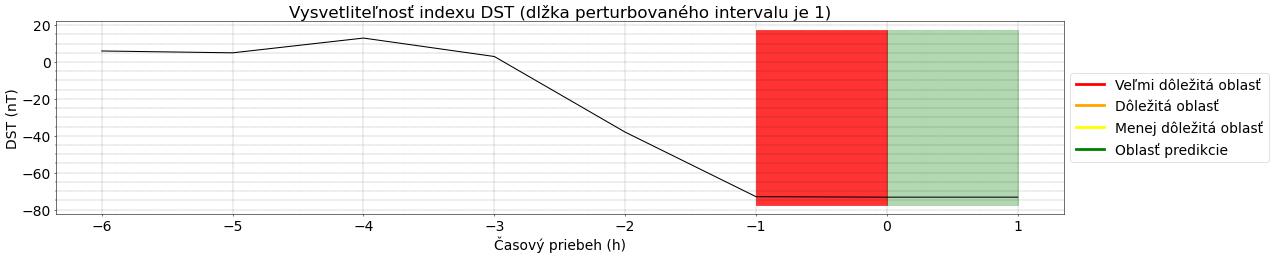 Vysvetliteľnosť indexu DST (dĺžka perturbovaného intervalu je 1)
20
0
−20
−40
−60
−80
DST (nT)
−6 −5 −4 −3 −2 −1 0 1
Časový priebeh (h)
Veľmi dôležitá oblasť
Dôležitá oblasť
Menej dôležitá oblasť
Oblasť predikcie